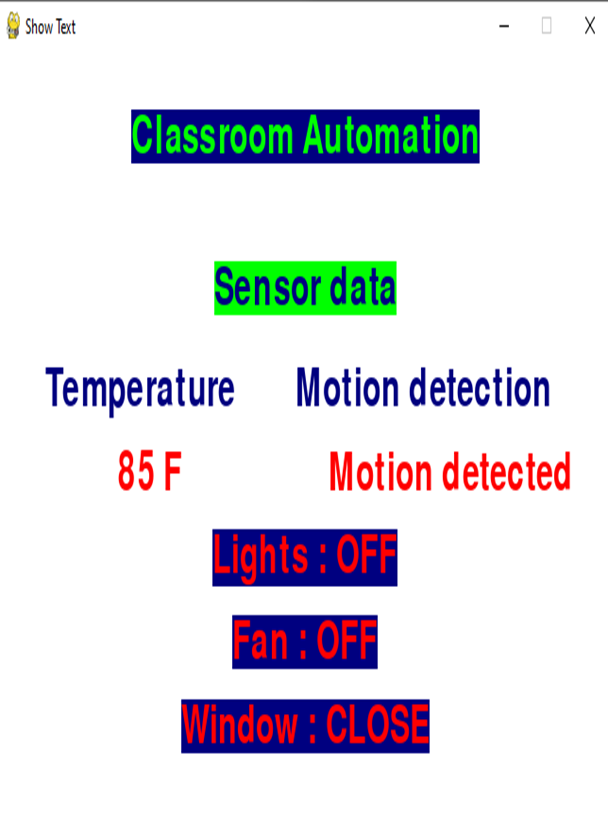 Show Text
Classroom Automation
Sensor data
Temperature Motion detection
85 F Motion detected
Lights : OFF
Fan : OFF
Window : CLOSE